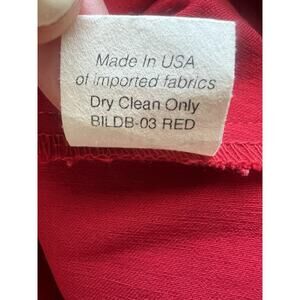 Made In USA
of imported fabrics
Dry Clean Only
BILDB-03 RED